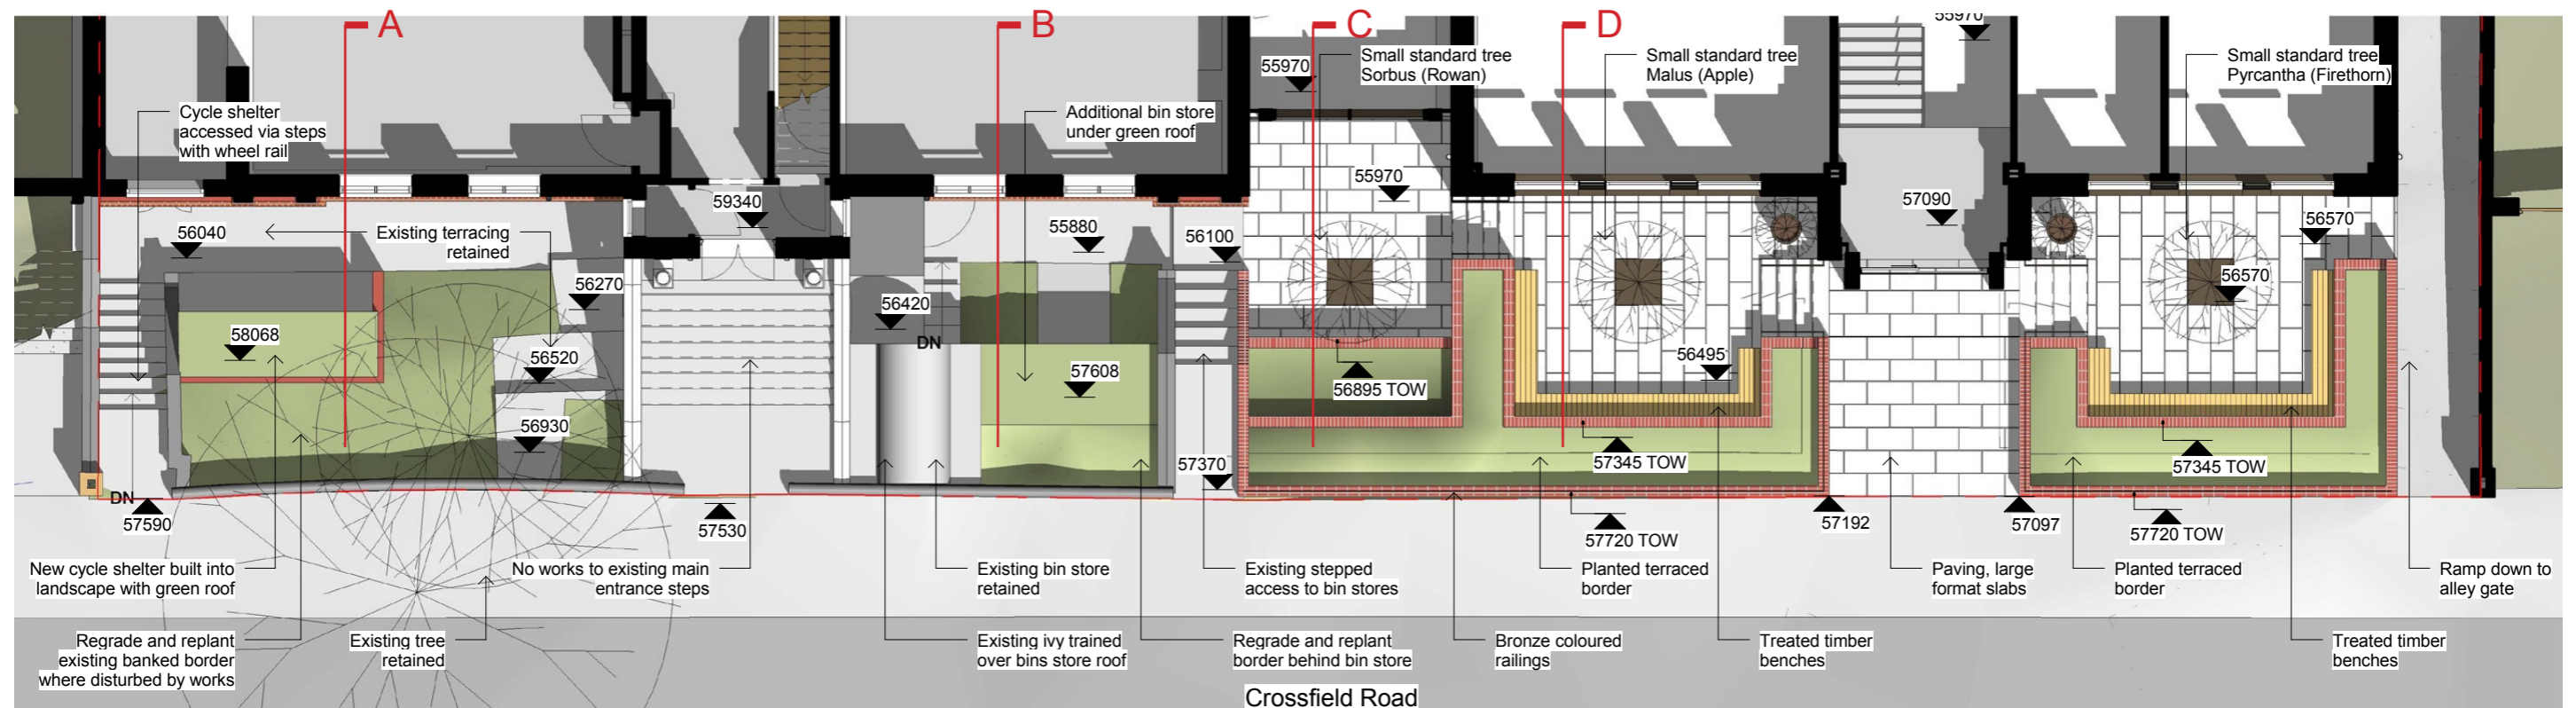 A
B
C
D
55970
Small standard tree
Sorbus (Rowan)
Small standard tree
Malus (Apple)
Small standard tree
Pyrcantha (Firethorn)
55970
Cycle shelter
accessed via steps
with wheel rail
Additional bin store
under green roof
55970
59340
57090
56040
Existing terracing
retained
55880
56100
56570
56270
56570
56420
58068
DN
56520
56495
57608
56895 TOW
56930
57370
57345 TOW
57345 TOW
DN
57590
57530
57720 TOW
57192
57097
57720 TOW
New cycle shelter built into
landscape with green roof
No works to existing main
entrance steps
Existing bin store
retained
Existing stepped
access to bin stores
Planted terraced
border
Paving, large
format slabs
Planted terraced
border
Ramp down to
alley gate
Regrade and replant
existing banked border
where disturbed by works
Existing tree
retained
Existing ivy trained
over bins store roof
Regrade and replant
border behind bin store
Bronze coloured
railings
Treated timber
benches
Treated timber
benches
Crossfield Road